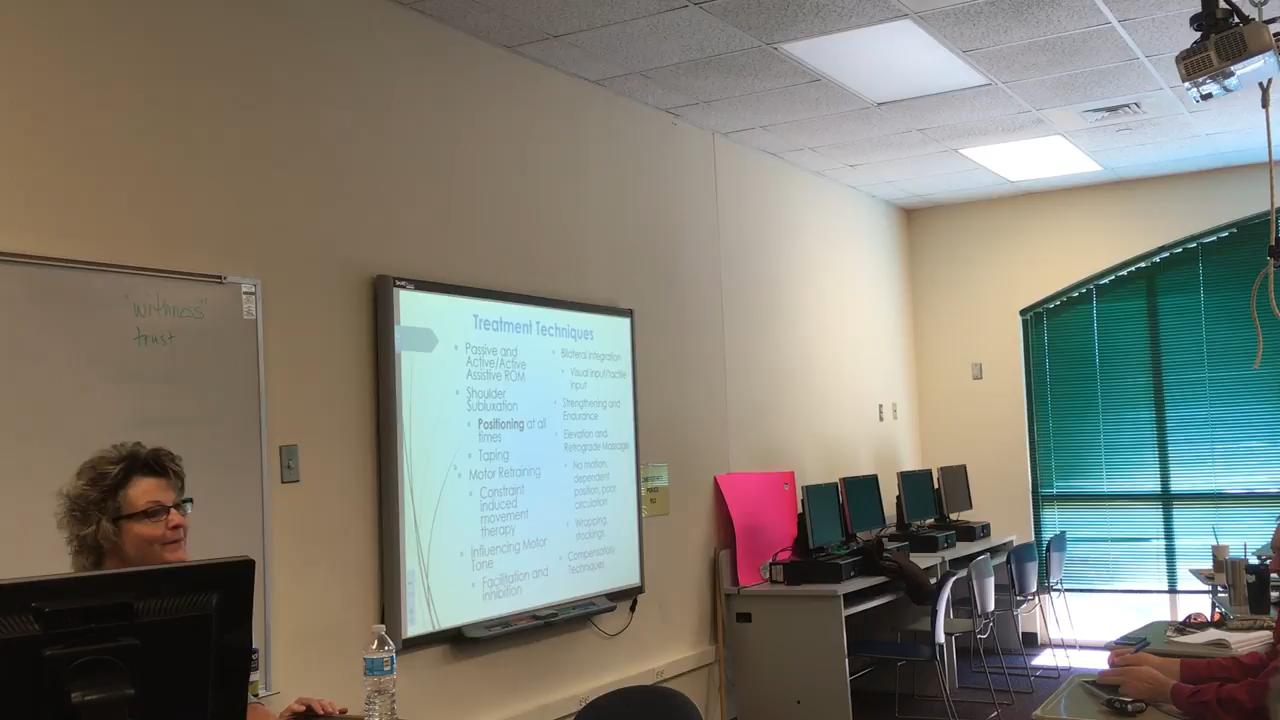 "withness"
trust
Treatment Techniques
Passive and
Active/Active
Assistive ROM
Shoulder
Subluxation
Positioning at all
times
Taping
Motor Retraining
Constraint
induced
movement
therapy
Influencing Motor
Tone
Facilitation and
inhibition
Bilateral integration
Visual input/tactile
input
Strengthening and
Endurance
Elevation and
Retrograde Massage
No motion,
dependent
position, poor
circulation
Wrapping,
stockings,
Compensatory
Techniques